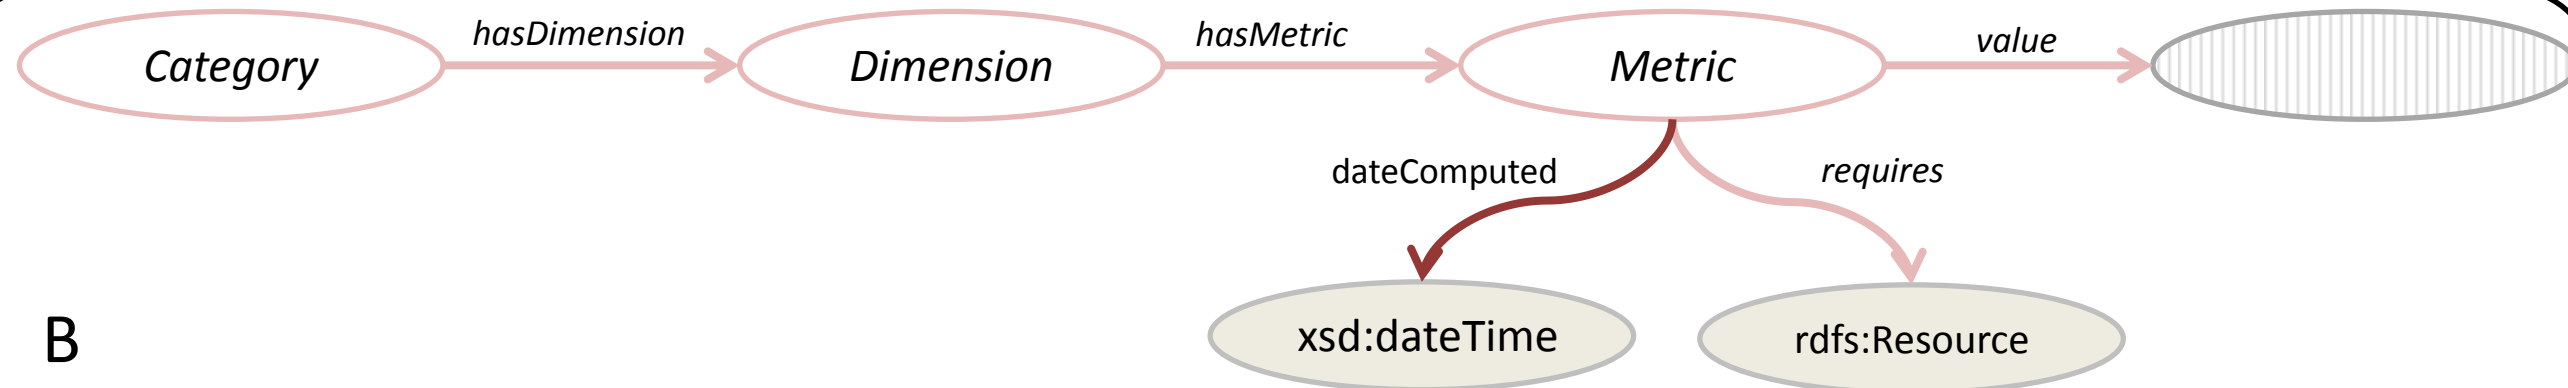 Category
hasDimension
Dimension
hasMetric
Metric
value
dateComputed
requires
xsd:dateTime
rdfs:Resource
B